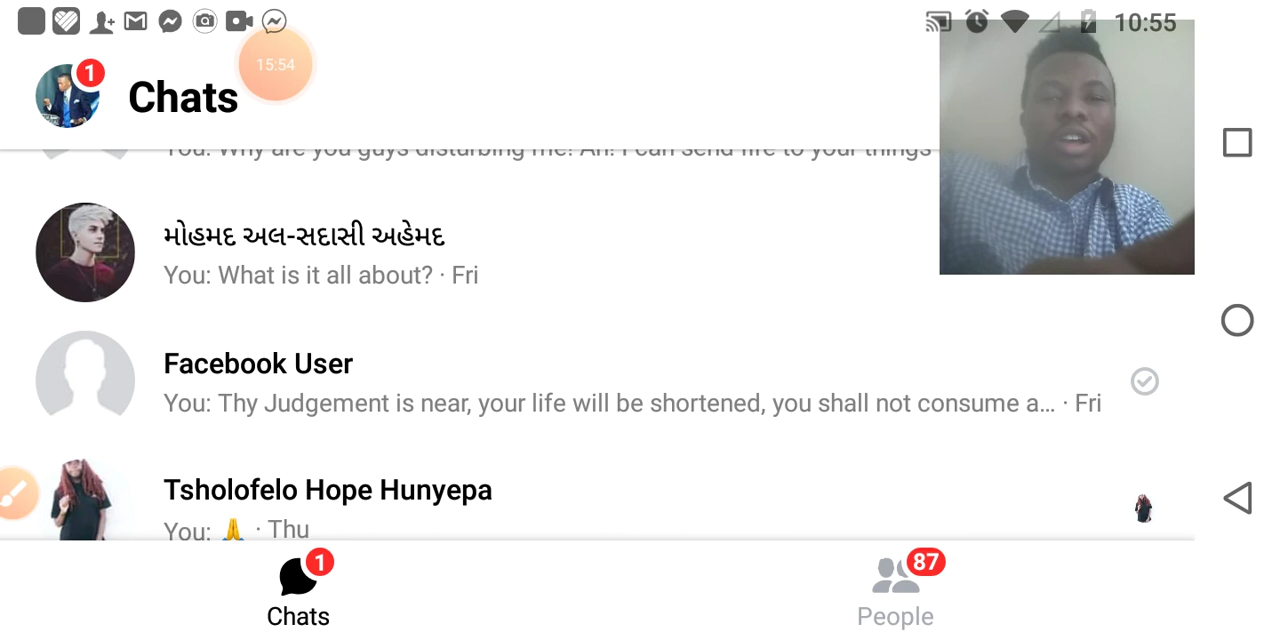 10:55
1
Chats
15:54
You: Why are you guys disturbing me! Ah! I can send fire to your things
મોહમદ અલ-સદાસી અહેમદ
You: What is it all about? · Fri
Facebook User
You: Thy Judgement is near, your life will be shortened, you shall not consume a... · Fri
Tsholofelo Hope Hunyepa
You: 🙏 · Thu
1
87
Chats
People